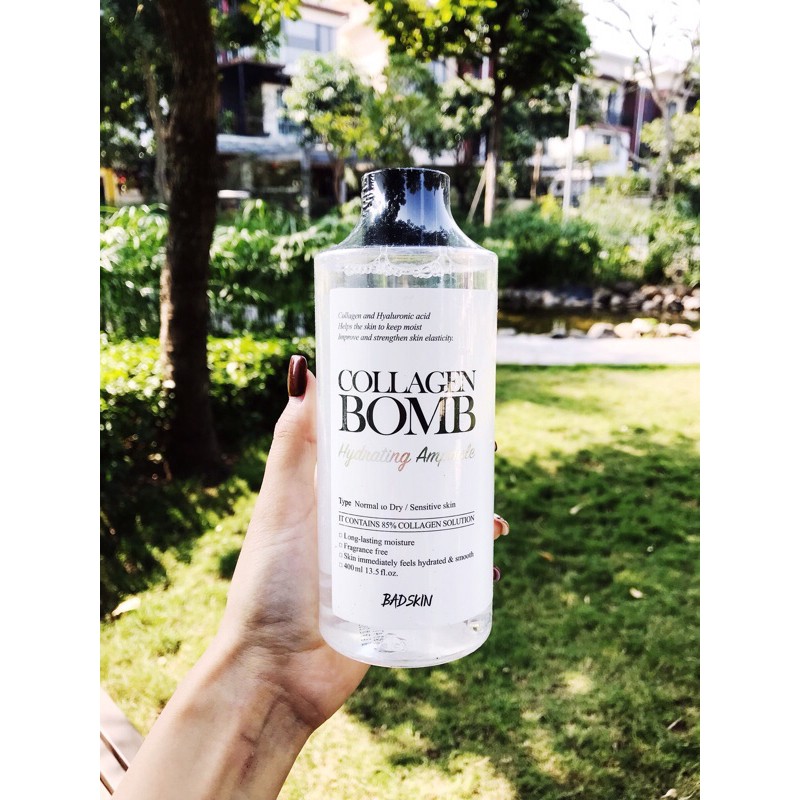 Collagen and Hyaluronic acid
Helps the skin to keep moist
Improve and strengthen skin elasticity.
COLLAGEN
BOMB
Hydrating Ampoule
Type Normal to Dry / Sensitive skin
IT CONTAINS 85% COLLAGEN SOLUTION
□ Long-lasting moisture
□ Fragrance free
□ Skin immediately feels hydrated & smooth
□ 400ml 13.5 fl.oz.
BADSKIN